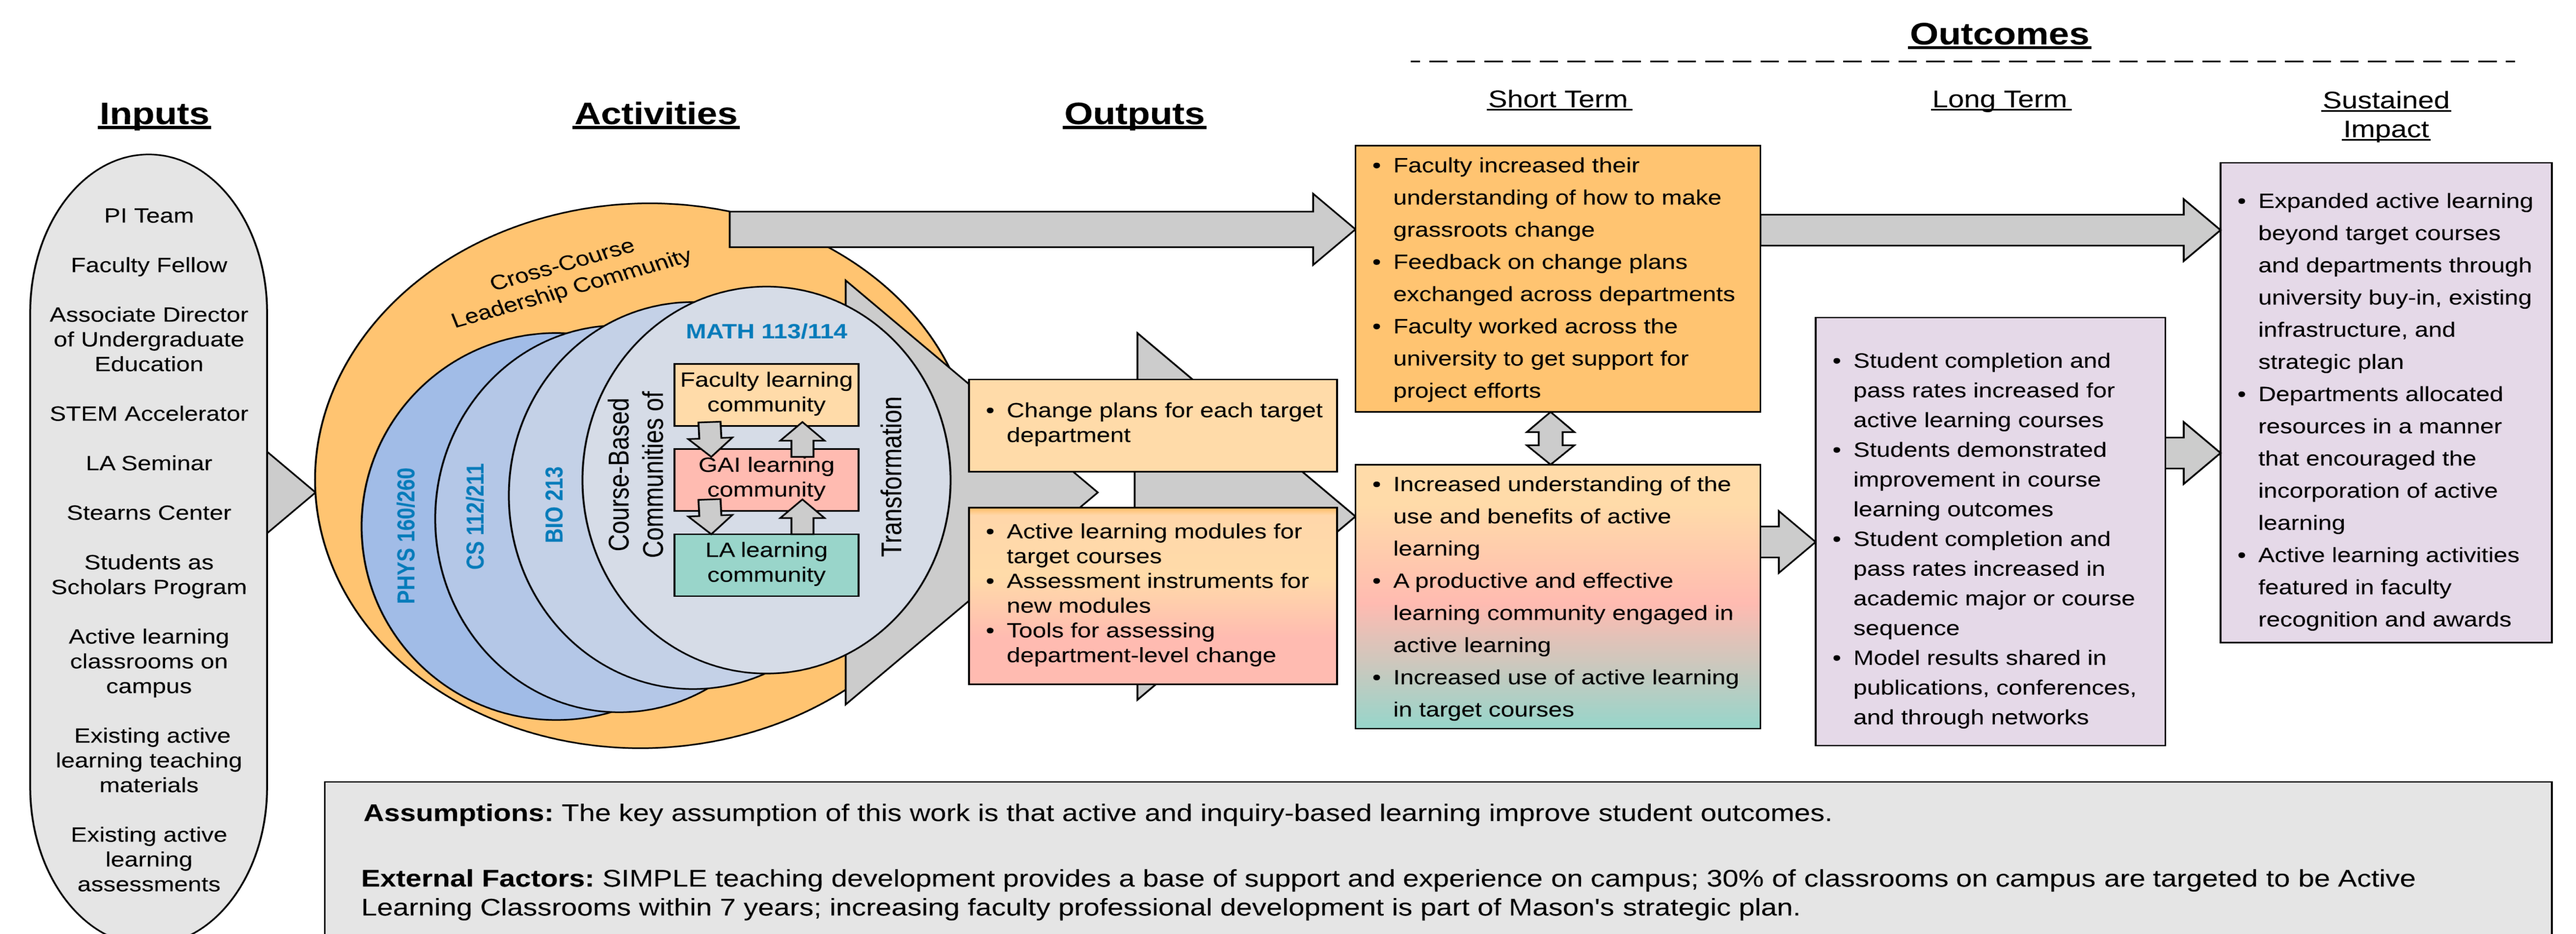 Outcomes
Inputs
Activities
Outputs
Short Term
Long Term
Sustained
Impact
PI Team
Faculty Fellow
Associate Director
of Undergraduate
Education
STEM Accelerator
LA Seminar
Stearns Center
Students as
Scholars Program
Active learning
classrooms on
campus
Existing active
learning teaching
materials
Existing active
learning
assessments
Cross-Course
Leadership Community
PHYS 160/260
CS 112/211
BIO 213
MATH 113/114
Course-Based
Communities of
Transformation
Faculty learning
community
GAI learning
community
LA learning
community
• Change plans for each target
department
• Active learning modules for
target courses
• Assessment instruments for
new modules
• Tools for assessing
department-level change
• Faculty increased their
understanding of how to make
grassroots change
• Feedback on change plans
exchanged across departments
• Faculty worked across the
university to get support for
project efforts
• Increased understanding of the
use and benefits of active
learning
• A productive and effective
learning community engaged in
active learning
• Increased use of active learning
in target courses
• Student completion and
pass rates increased for
active learning courses
• Students demonstrated
improvement in course
learning outcomes
• Student completion and
pass rates increased in
academic major or course
sequence
• Model results shared in
publications, conferences,
and through networks
• Expanded active learning
beyond target courses
and departments through
university buy-in, existing
infrastructure, and
strategic plan
• Departments allocated
resources in a manner
that encouraged the
incorporation of active
learning
• Active learning activities
featured in faculty
recognition and awards
Assumptions: The key assumption of this work is that active and inquiry-based learning improve student outcomes.
External Factors: SIMPLE teaching development provides a base of support and experience on campus; 30% of classrooms on campus are targeted to be Active
Learning Classrooms within 7 years; increasing faculty professional development is part of Mason's strategic plan.